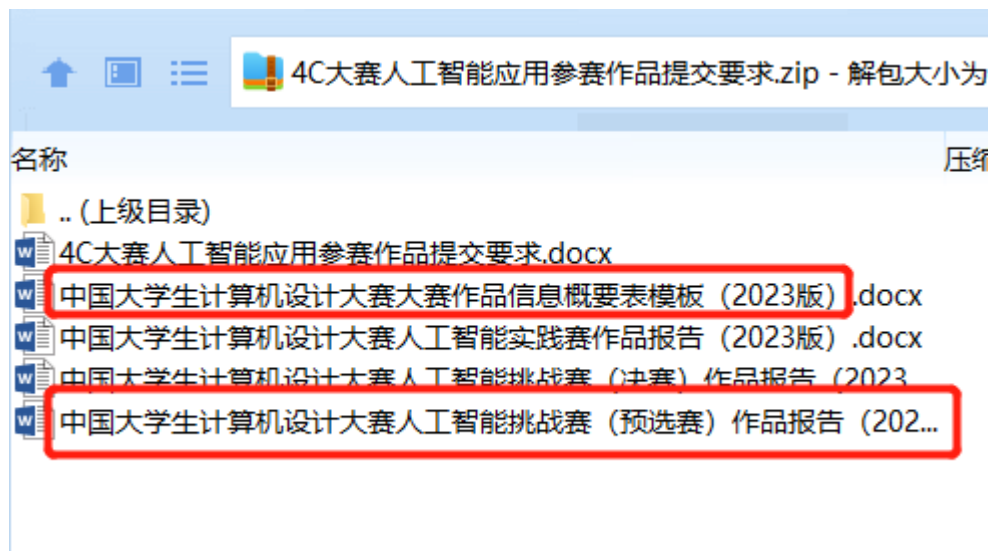 4C大赛人工智能应用参赛作品提交要求.zip - 解包大小为
名称
压缩
.. (上级目录)
4C大赛人工智能应用参赛作品提交要求.docx
中国大学生计算机设计大赛大赛作品信息概要表模板（2023版）.docx
中国大学生计算机设计大赛人工智能实践赛作品报告（2023版）.docx
中国大学生计算机设计大赛人工智能挑战赛（决赛）作品报告（2023
中国大学生计算机设计大赛人工智能挑战赛（预选赛）作品报告（202...